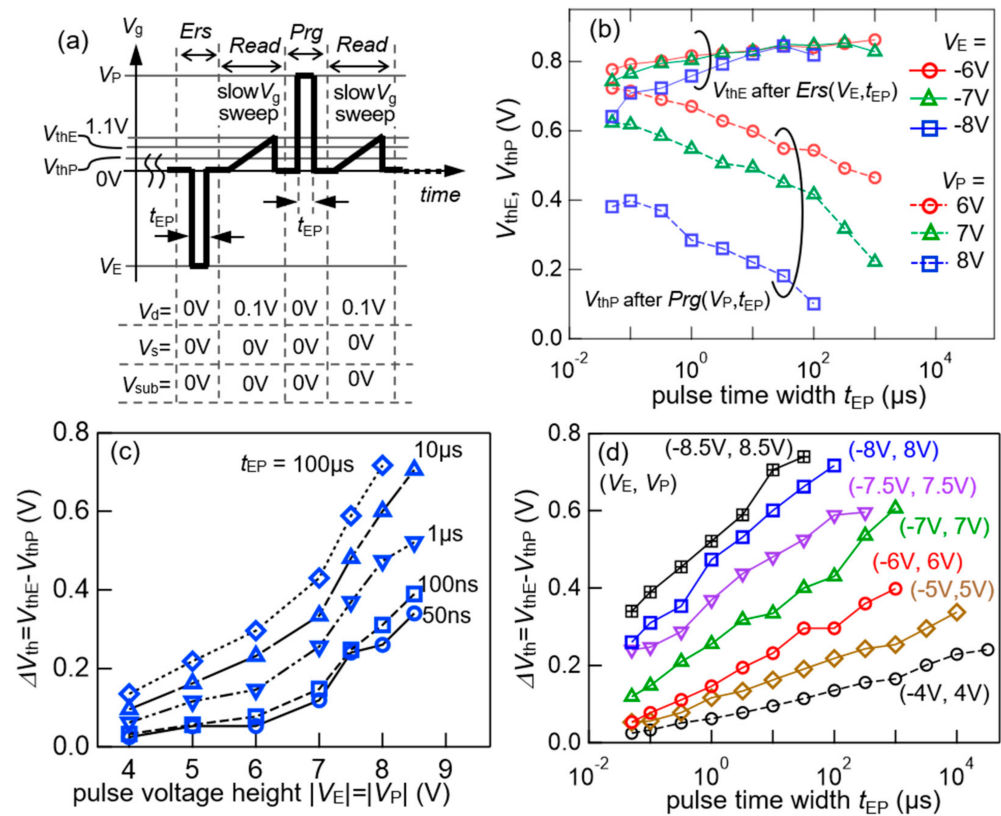 (a)
Vg
Ers
Read
Prg
Read
VP
slowVg sweep
slowVg sweep
VthE
1.1V
VthP
0V
time
tEP
tEP
VE
Vd= 0V 0.1V 0V 0.1V
Vs= 0V 0V 0V 0V
Vsub= 0V 0V 0V 0V
(b)
VthE, VthP (V)
0.8
0.6
0.4
0.2
0.0
VthE after Ers(VE,tEP)
VthP after Prg(VP,tEP)
VE =
-6V
-7V
-8V
VP =
6V
7V
8V
10-2 100 102 104
pulse time width tEP (µs)
(c)
ΔVth=VthE- VthP (V)
0.8
0.6
0.4
0.2
0.0
tEP = 100µs
10µs
1µs
100ns
50ns
4 5 6 7 8 9
pulse voltage height |VE|=|VP| (V)
(d)
ΔVth=VthE- VthP (V)
0.8
0.6
0.4
0.2
0.0
(-8.5V, 8.5V)
(VE, VP)
(-8V, 8V)
(-7.5V, 7.5V)
(-7V, 7V)
(-6V, 6V)
(-5V,5V)
(-4V, 4V)
10-2 100 102 104
pulse time width tEP (µs)